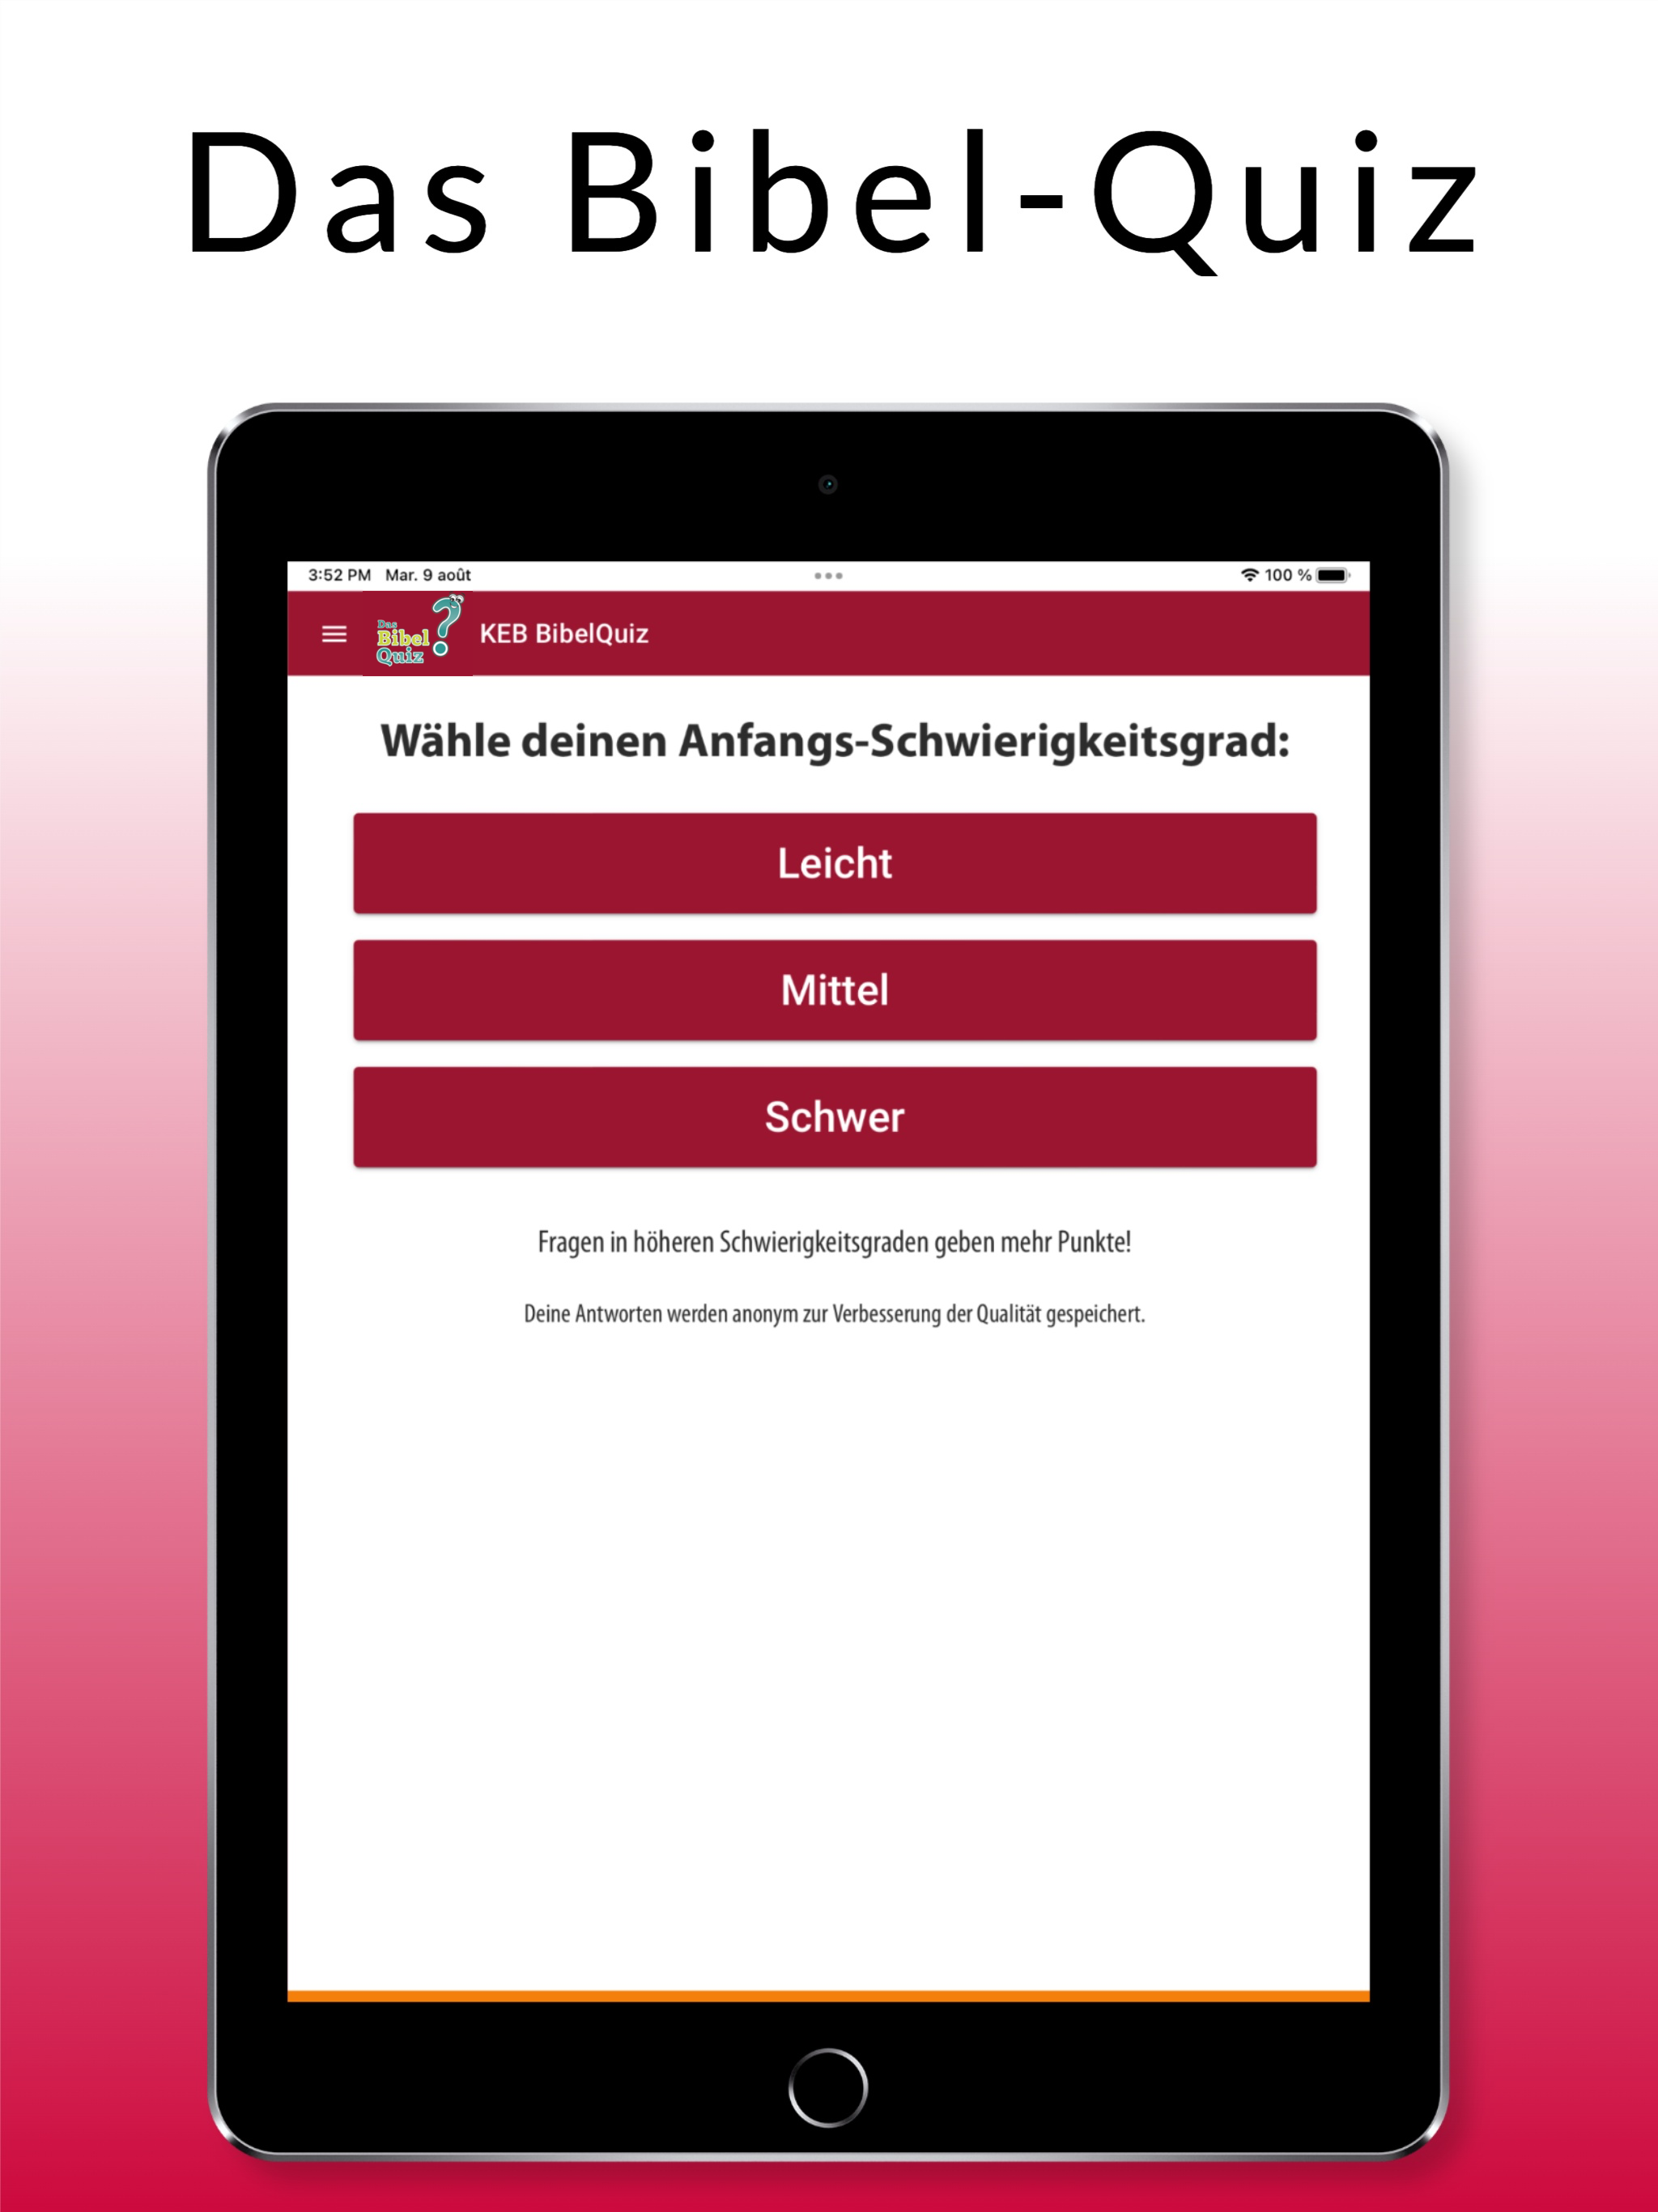 Das Bibel-Quiz
3:52 PM Mar. 9 août
100 %
Das
Bibel
Quiz
?
KEB BibelQuiz
Wähle deinen Anfangs-Schwierigkeitsgrad:
Leicht
Mittel
Schwer
Fragen in höheren Schwierigkeitsgraden geben mehr Punkte!
Deine Antworten werden anonym zur Verbesserung der Qualität gespeichert.